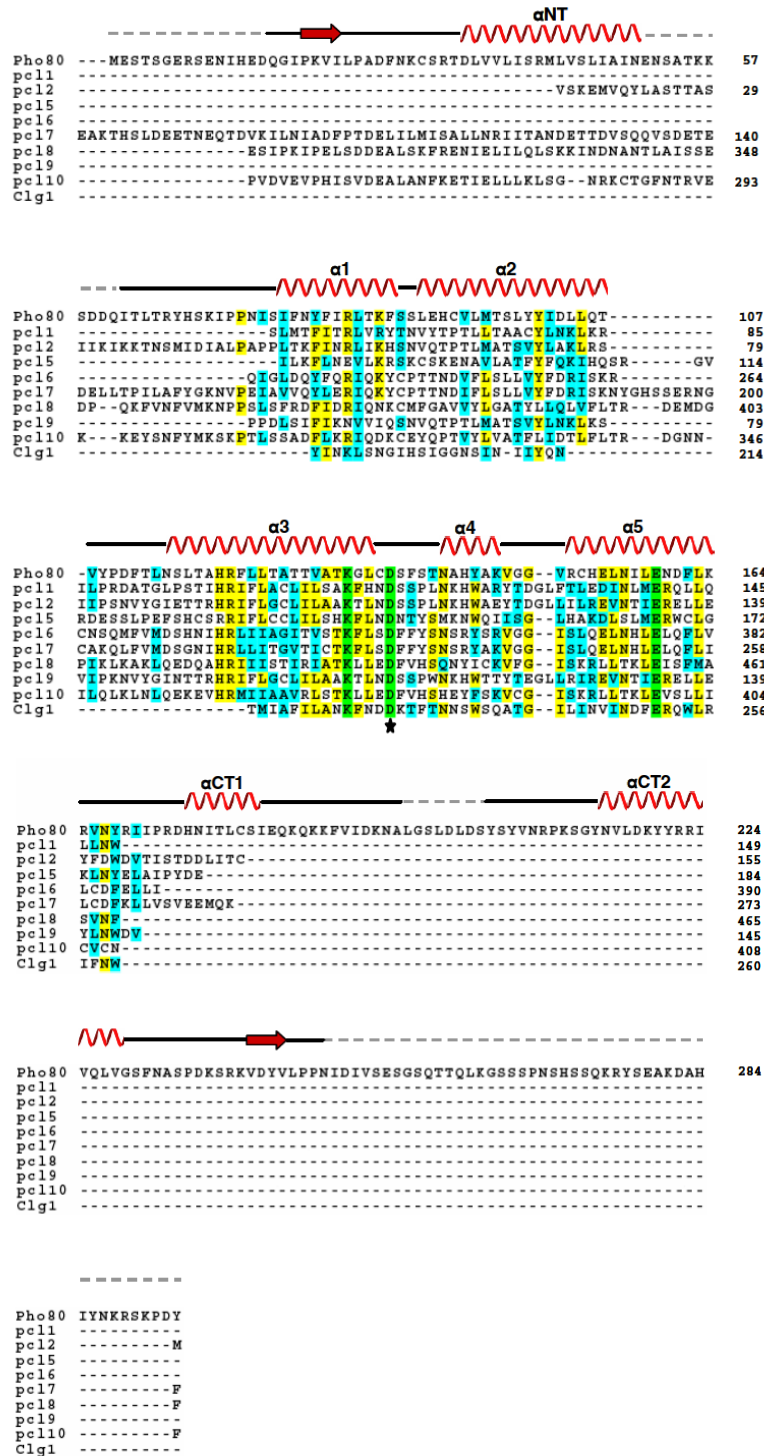 αNT
Pho80 ---MESTSGERSENIHEDQGIPKVILPADFNKCSRTDLVVLISRMLVSLIAINENSATKK 57
pcl1 ------------------------------------------------------------
pcl2 ---------------------------------------------VSKEMVQYLASTTAS 29
pcl5 ------------------------------------------------------------
pcl6 ------------------------------------------------------------
pcl7 EAKTHSLDEETNEQTDVKILNIADFPTDELILMISALLNRIITANDETTDVSQQVSDETE 140
pcl8 ----------------ESIPKIPELSDDEALSKFRENIELILQLSKKINDNANTLAISSE 348
pcl9 ------------------------------------------------------------
pcl10 ----------------PVDVEVPHISVDEALANFKETIELLLKLSG--NRKCTGFNTRVE 293
Clg1 ------------------------------------------------------------
α1 α2
Pho80 SDDQITLTRYHSKIPPNISIFNYFIRLTKFSSLEHCVLMTSLYYIDLLQT---------- 107
pcl1 ------------------SLMTFITRLVRYTNVYTPTLLTAACYLNKLKR---------- 85
pcl2 IIKIKKTNSMIDIALPAPPLTKFINRLIKHSNVQTPTLMATSVYLAKLRS---------- 79
pcl5 -------------------ILKFLNEVLKRSKCSKENAVLATFYFQKIHQSR------GV 114
pcl6 ----------------QIGLDQYFQRIQKYCPTTNDVFLSLLVYFDRISKR--------- 264
pcl7 DELLTPILAFYGKNVPEIAVVQYLERIQKYCPTTNDIFLSLLVYFDRISKNYGHSSERNG 200
pcl8 DP--QKFVNFVMKNPPSLSFRDFIDRIQNKCMFGAVVYLGATYLLQLVFLTR---DEMDG 403
pcl9 ----------------PPDLSIFIKNVVIQSNVQTPTLMATSVYLNKLKS---------- 79
pcl10 K---KEYSNFYMKSKPTLSSADFLKRIQDKCEYQPTVYLVATFLIDTLFLTR---DGNN- 346
Clg1 ----------------------YINKLSNGIHSIGGNSIN-IIYQN-------------- 214
α3 α4 α5
Pho80 -VYPDFTLNSLTAHRFLLTATTVATKGLCDSFSTNAHYAKVGG--VRCHELNILENDFLK 164
pcl1 ILPRDATGLPSTIHRIFLACLILSAKFHNDSSPLNKHWARYTDGLFTLEDINLMERQLLQ 145
pcl2 IIPSNVYGIETTRHRIFLGCLILAAKTLNDSSPLNKHWAEYTDGLLILREVNTIERELLE 139
pcl5 RDESSLPEFSHCSRRIFLCCLILSHKFLNDNTYSMKNWQIISG--LHAKDLSLMERWCLG 172
pcl6 CNSQMFVMDSHNIHRLIIAGITVSTKFLSDFFYSNSRYSRVGG--ISLQELNHLELQFLV 382
pcl7 CAKQLFVMDSGNIHRLLITGVTICTKFLSDFFYSNSRYAKVGG--ISLQELNHLELQFLI 258
pcl8 PIKLKAKLQEDQAHRIIISTIRIATKLLEDFVHSQNYICKVFG--ISKRLLTKLEISFMA 461
pcl9 VIPKNVYGINTTRHRIFLGCLILAAKTLNDSSPWNKHWTTYTEGLLRIREVNTIERELLE 139
pcl10 ILQLKLNLQEKEVHRMIIAAVRLSTKLLEDFVHSHEYFSKVCG--ISKRLLTKLEVSLLI 404
Clg1 ----------------TMIAFILANKFNDDKTFTNNSWSQATG--ILINVINDFERQWLR 256
★
αCT1 αCT2
Pho80 RVNYRIIPRDHNITLCSIEQKQKKFVIDKNALGSLDLDSYSYVNRPKSGYNVLDKYYRRI 224
pcl1 LLNW-------------------------------------------------------- 149
pcl2 YFDWDVTISTDDLITC-------------------------------------------- 155
pcl5 KLNYELAIPYDE------------------------------------------------ 184
pcl6 LCDFELLI---------------------------------------------------- 390
pcl7 LCDFKLLVSVEEMQK--------------------------------------------- 273
pcl8 SVNF-------------------------------------------------------- 465
pcl9 YLNWDV------------------------------------------------------ 145
pcl10 CVCN-------------------------------------------------------- 408
Clg1 IFNW-------------------------------------------------------- 260
Pho80 VQLVGSFNASPDKSRKVDYVLPPNIDIVSESGSQTTQLKGSSSPNSHSSQKRYSEAKDAH 284
pcl1 ------------------------------------------------------------
pcl2 ------------------------------------------------------------
pcl5 ------------------------------------------------------------
pcl6 ------------------------------------------------------------
pcl7 ------------------------------------------------------------
pcl8 ------------------------------------------------------------
pcl9 ------------------------------------------------------------
pcl10 ------------------------------------------------------------
Clg1 ------------------------------------------------------------
Pho80 IYNKRSKPDY
pcl1 ----------
pcl2 ---------M
pcl5 ----------
pcl6 ----------
pcl7 ---------F
pcl8 ---------F
pcl9 ----------
pcl10 ---------F
Clg1 ----------